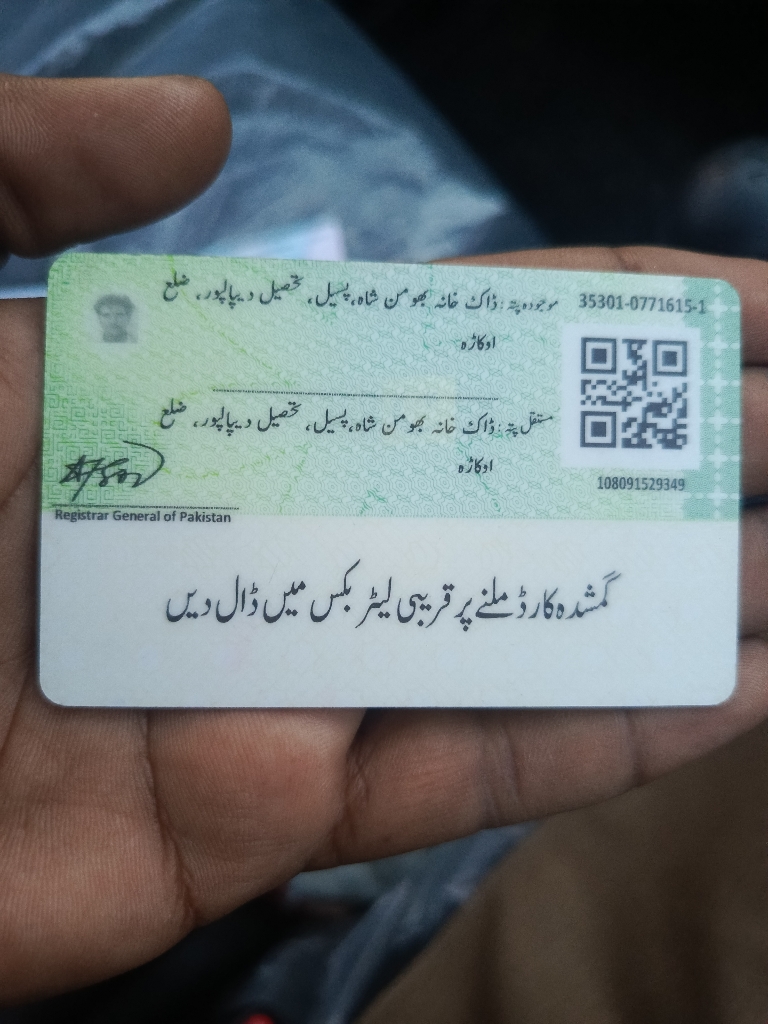 موجودہ پتہ: ڈاک خانہ بھومن شاہ، پسیل، تحصیل دیپالپور، ضلع
اوکاڑہ
35301-0771615-1
مستقل پتہ: ڈاک خانہ بھومن شاہ، پسیل، تحصیل دیپالپور، ضلع
اوکاڑہ
108091529349
Registrar General of Pakistan
گمشدہ کارڈ ملنے پر قریبی لیٹر بکس میں ڈال دیں